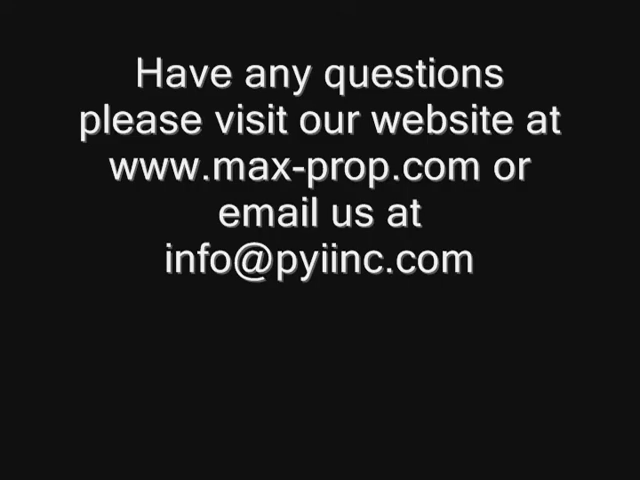 Have any questions
please visit our website at
www.max-prop.com or
email us at
info@pyiinc.com